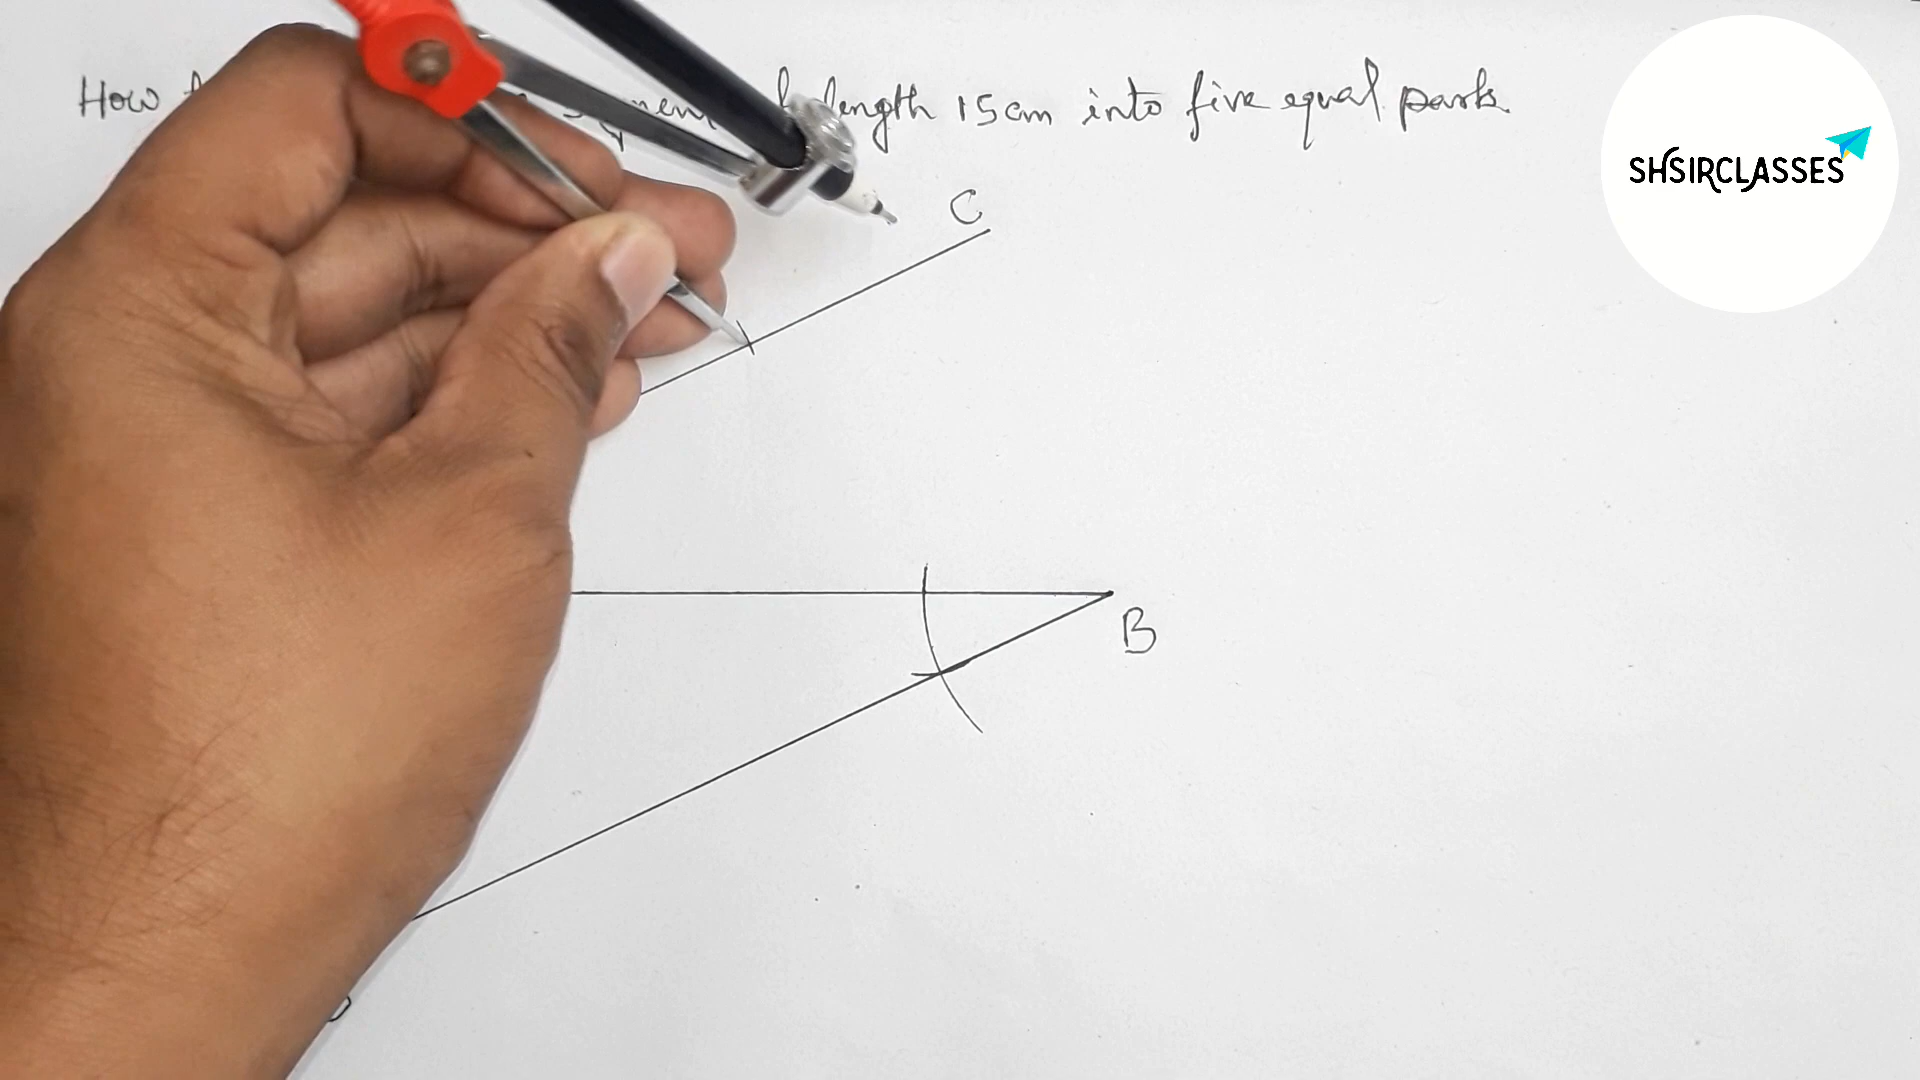 How length 15cm into five equal parts.
SHSIRCLASSES
C
B